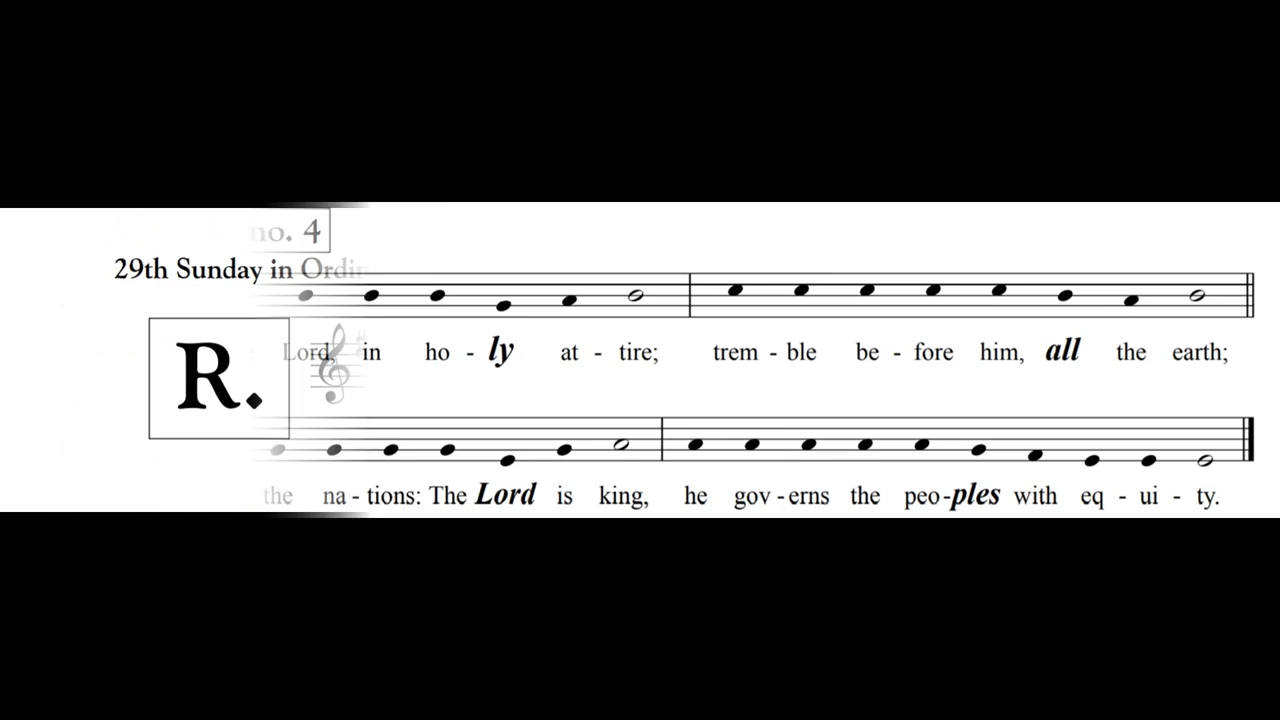 no. 4
29th Sunday in Ordin
Lord, in ho - ly at - tire; trem - ble be - fore him, all the earth;
R.
the na - tions: The Lord is king, he gov - erns the peo - ples with eq - ui - ty.